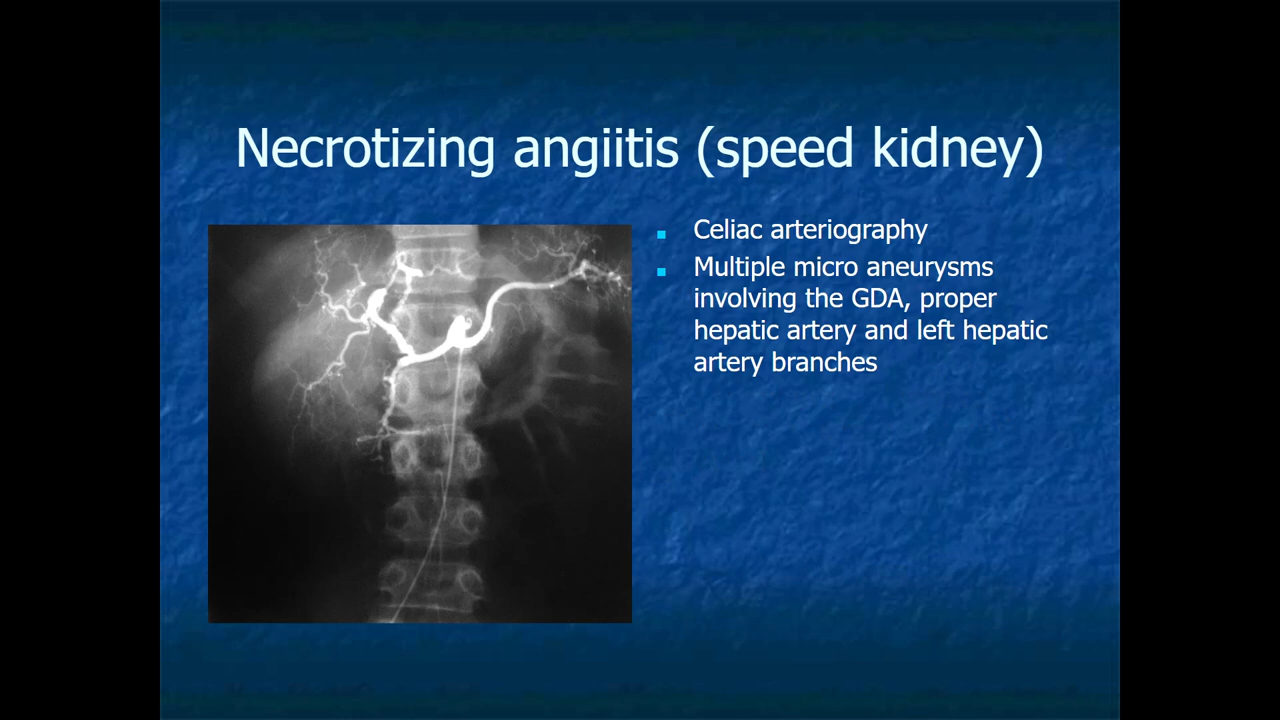 Necrotizing angiitis (speed kidney)
Celiac arteriography
Multiple micro aneurysms
involving the GDA, proper
hepatic artery and left hepatic
artery branches